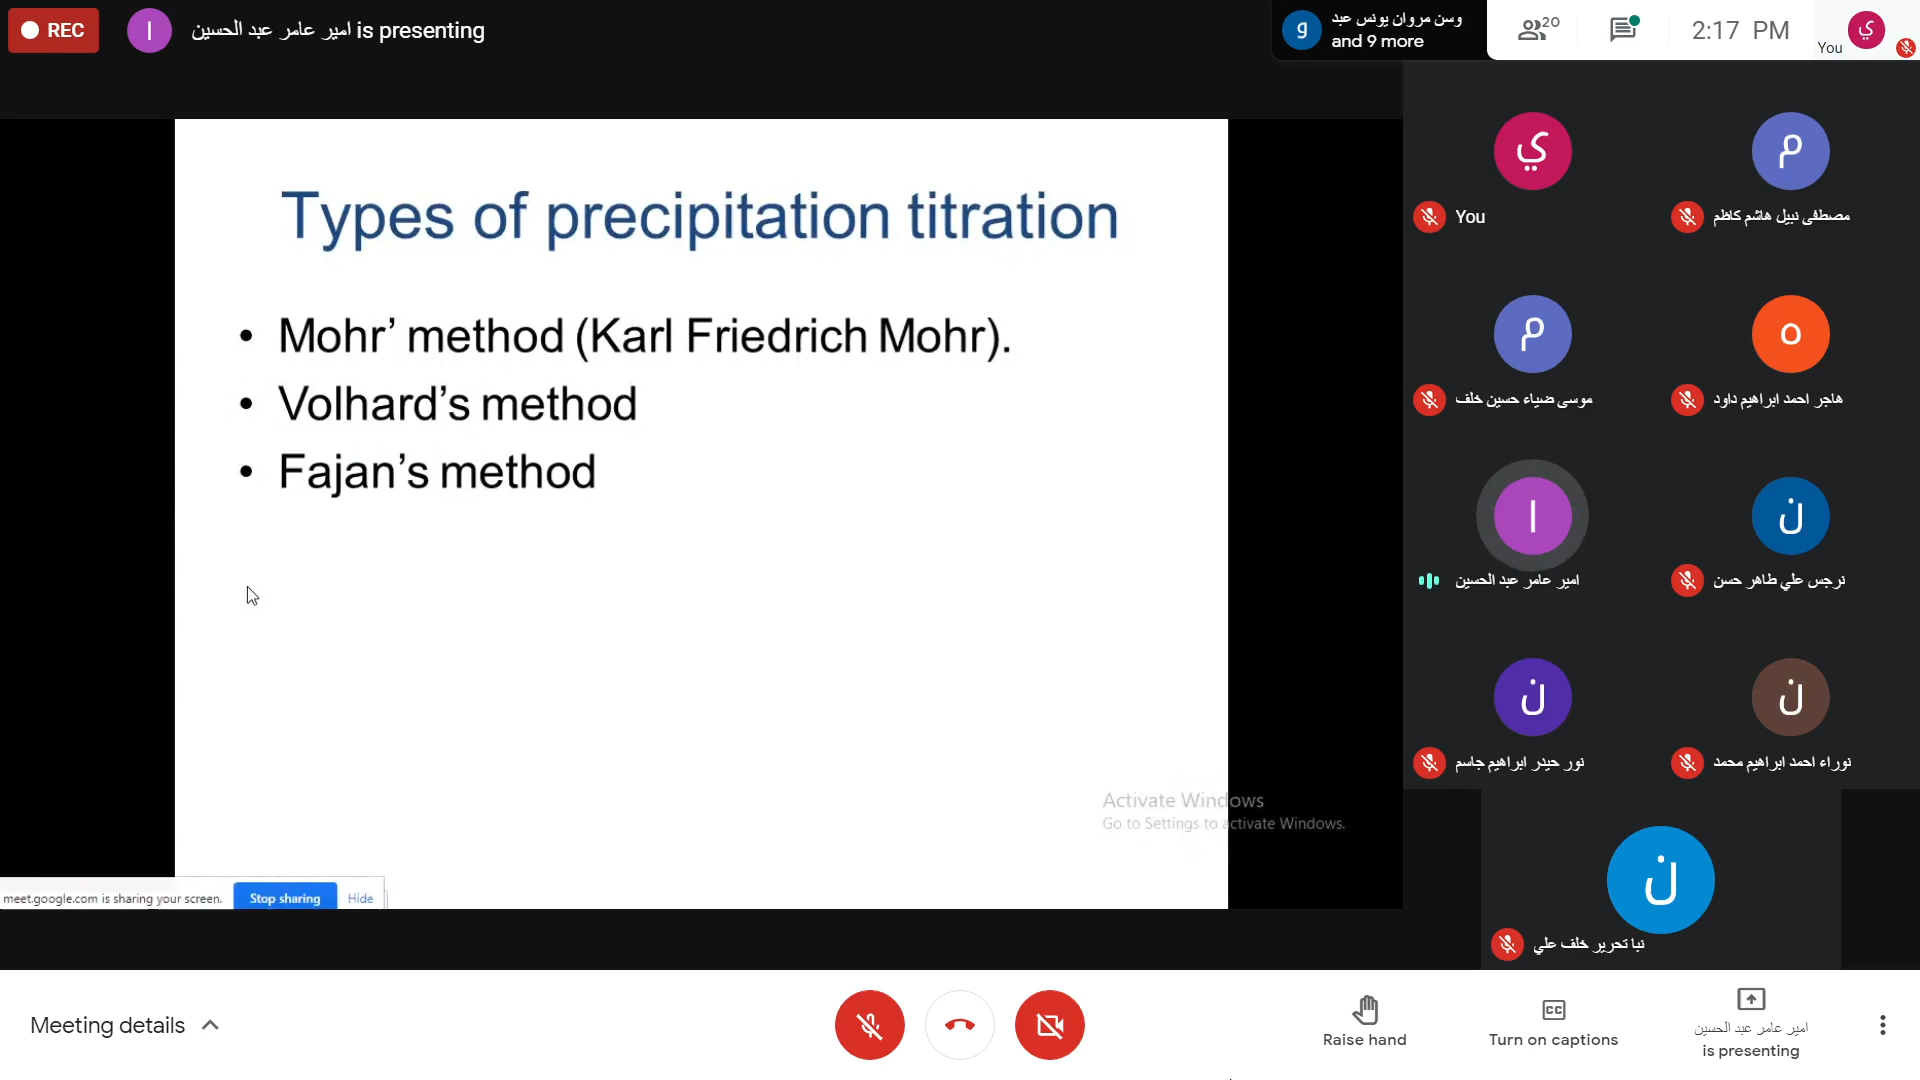 REC
ا
امير عامر عبد الحسين is presenting
و
وسن مروان يونس عبد
and 9 more
20
2:17 PM
You
ي
Types of precipitation titration
• Mohr’ method (Karl Friedrich Mohr).
• Volhard’s method
• Fajan’s method
Activate Windows
Go to Settings to activate Windows.
meet.google.com is sharing your screen.
Stop sharing
Hide
ي
You
م
مصطفى نبيل هاشم كاظم
م
موسى ضياء حسين خلف
ه
هاجر احمد ابراهيم داود
ا
امير عامر عبد الحسين
ن
نرجس علي طاهر حسن
ن
نور حيدر ابراهيم جاسم
ن
نوراء احمد ابراهيم محمد
ن
نبا تحرير خلف علي
Meeting details
Raise hand
CC
Turn on captions
امير عامر عبد الحسين
is presenting